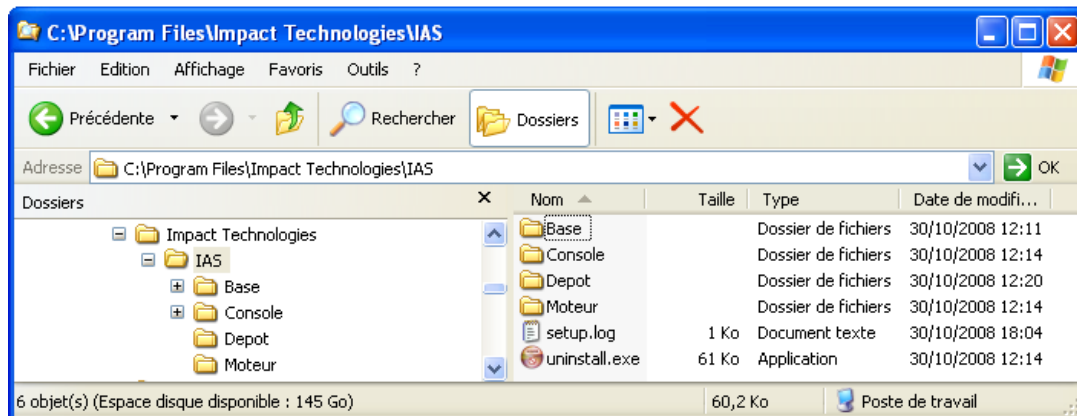 C:\Program Files\Impact Technologies\IAS
Fichier Edition Affichage Favoris Outils ?
Précédente Rechercher Dossiers
Adresse C:\Program Files\Impact Technologies\IAS OK
Dossiers
Impact Technologies
IAS
Base
Console
Depot
Moteur
Nom Taille Type Date de modifi...
Base Dossier de fichiers 30/10/2008 12:11
Console Dossier de fichiers 30/10/2008 12:14
Depot Dossier de fichiers 30/10/2008 12:20
Moteur Dossier de fichiers 30/10/2008 12:14
setup.log 1 Ko Document texte 30/10/2008 18:04
uninstall.exe 61 Ko Application 30/10/2008 12:14
6 objet(s) (Espace disque disponible : 145 Go) 60,2 Ko Poste de travail